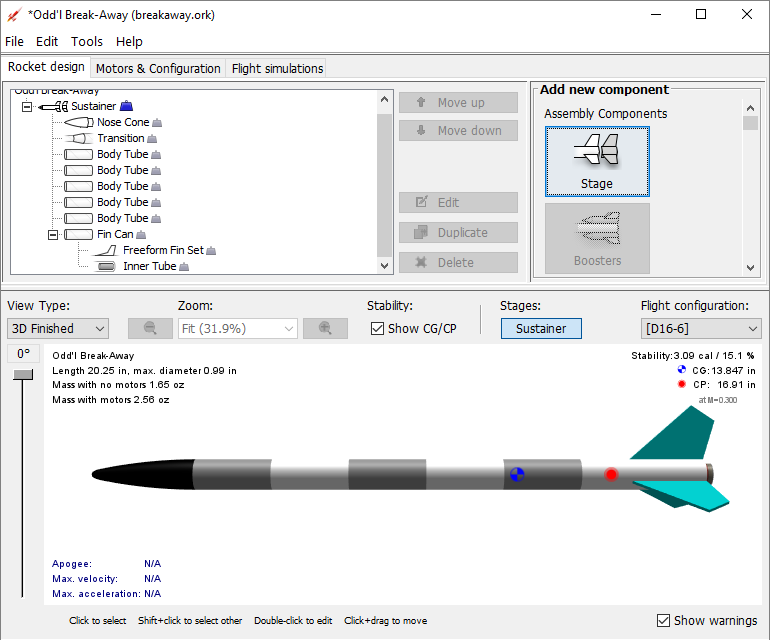 *Odd'l Break-Away (breakaway.ork)
File Edit Tools Help
Rocket design Motors & Configuration Flight simulations
Odd'l Break-Away
Sustainer
Nose Cone
Transition
Body Tube
Body Tube
Body Tube
Body Tube
Body Tube
Fin Can
Freeform Fin Set
Inner Tube
Move up
Move down
Edit
Duplicate
Delete
Add new component
Assembly Components
Stage
Boosters
View Type: Zoom: Stability: Stages: Flight configuration:
3D Finished Fit (31.9%) Show CG/CP Sustainer [D16-6]
0°
Odd'l Break-Away
Length 20.25 in, max. diameter 0.99 in
Mass with no motors 1.65 oz
Mass with motors 2.56 oz
Stability:3.09 cal / 15.1 %
CG:13.847 in
CP: 16.91 in
at M=0.300
Apogee: N/A
Max. velocity: N/A
Max. acceleration: N/A
Click to select Shift+click to select other Double-click to edit Click+drag to move
Show warnings